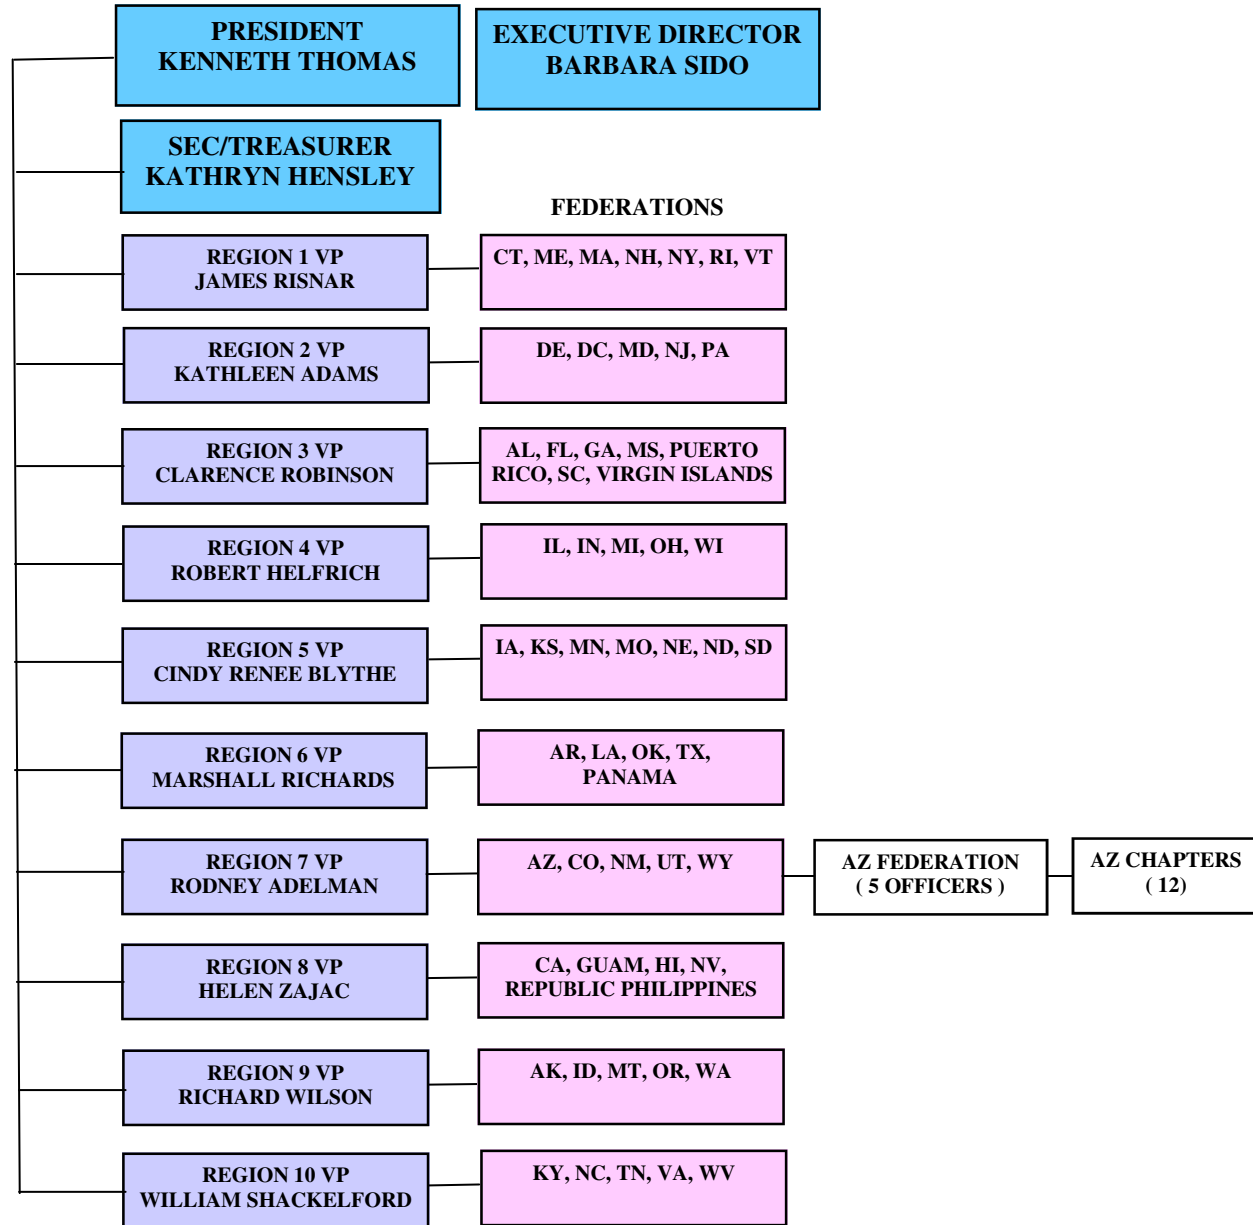 PRESIDENT
KENNETH THOMAS
EXECUTIVE DIRECTOR
BARBARA SIDO
SEC/TREASURER
KATHRYN HENSLEY
FEDERATIONS
REGION 1 VP
JAMES RISNAR
CT, ME, MA, NH, NY, RI, VT
REGION 2 VP
KATHLEEN ADAMS
DE, DC, MD, NJ, PA
REGION 3 VP
CLARENCE ROBINSON
AL, FL, GA, MS, PUERTO
RICO, SC, VIRGIN ISLANDS
REGION 4 VP
ROBERT HELFRICH
IL, IN, MI, OH, WI
REGION 5 VP
CINDY RENEE BLYTHE
IA, KS, MN, MO, NE, ND, SD
REGION 6 VP
MARSHALL RICHARDS
AR, LA, OK, TX,
PANAMA
REGION 7 VP
RODNEY ADELMAN
AZ, CO, NM, UT, WY
AZ FEDERATION
( 5 OFFICERS )
AZ CHAPTERS
( 12)
REGION 8 VP
HELEN ZAJAC
CA, GUAM, HI, NV,
REPUBLIC PHILIPPINES
REGION 9 VP
RICHARD WILSON
AK, ID, MT, OR, WA
REGION 10 VP
WILLIAM SHACKELFORD
KY, NC, TN, VA, WV